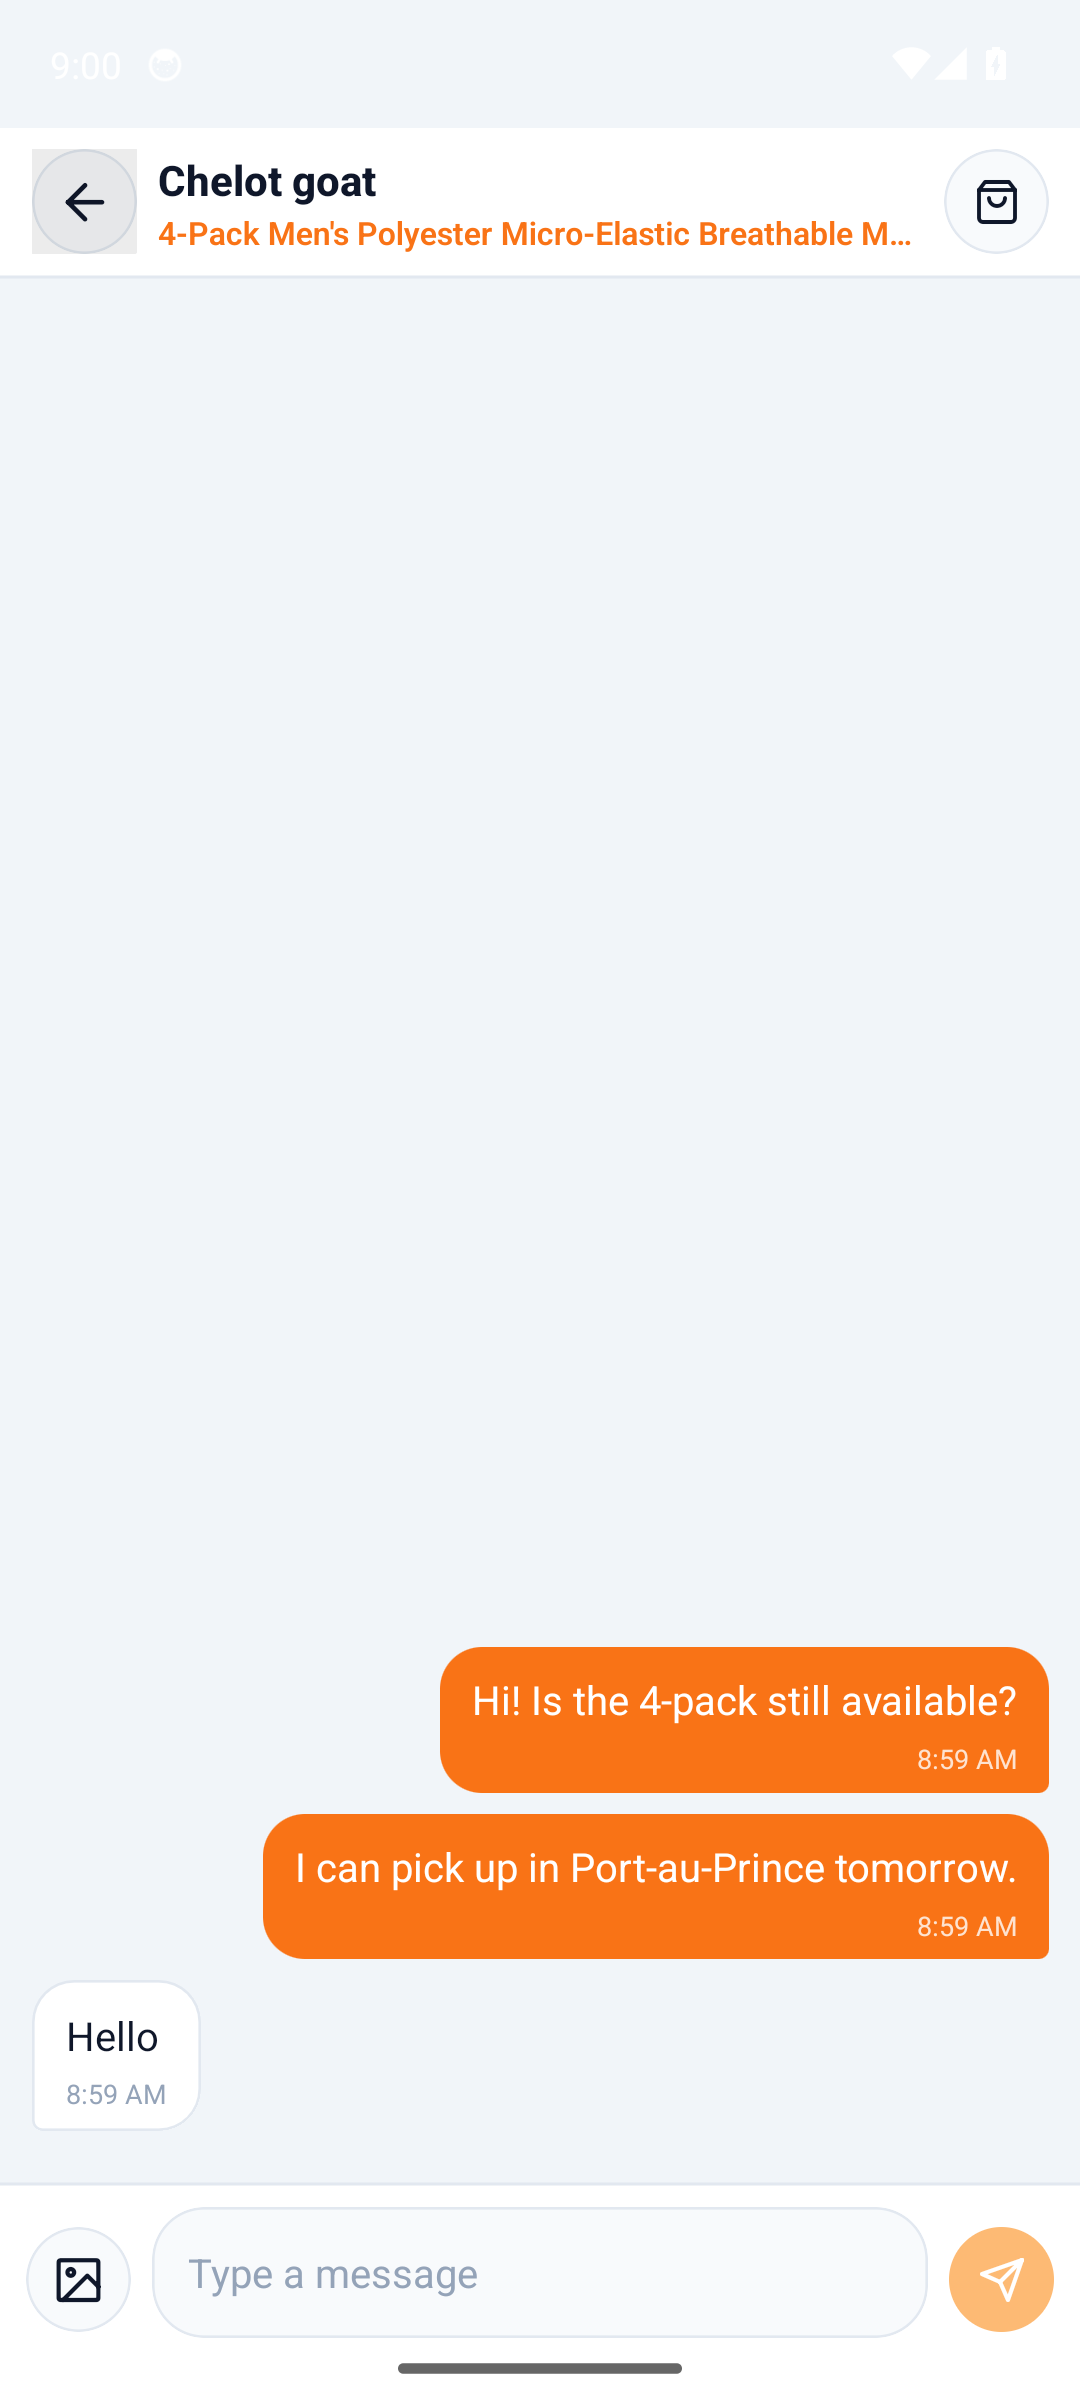 9:00
Chelot goat
4-Pack Men's Polyester Micro-Elastic Breathable M...
Hi! Is the 4-pack still available?
8:59 AM
I can pick up in Port-au-Prince tomorrow.
8:59 AM
Hello
8:59 AM
Type a message